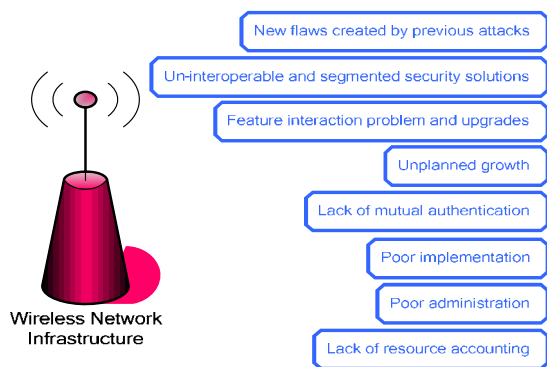 New flaws created by previous attacks
Un-interoperable and segmented security solutions
Feature interaction problem and upgrades
Unplanned growth
Lack of mutual authentication
Poor implementation
Poor administration
Lack of resource accounting
Wireless Network
Infrastructure